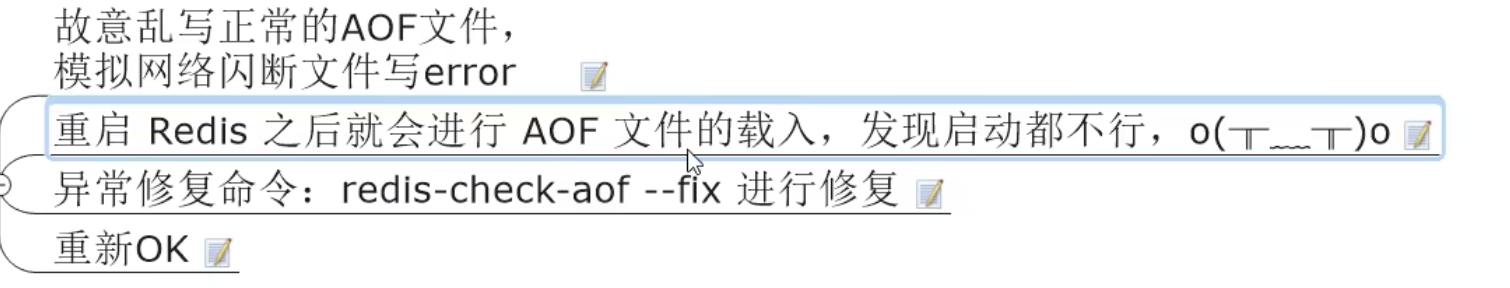 故意乱写正常的AOF文件，
模拟网络闪断文件写error
重启 Redis 之后就会进行 AOF 文件的载入，发现启动都不行，o(╥﹏╥)o
异常修复命令：redis-check-aof --fix 进行修复
重新OK